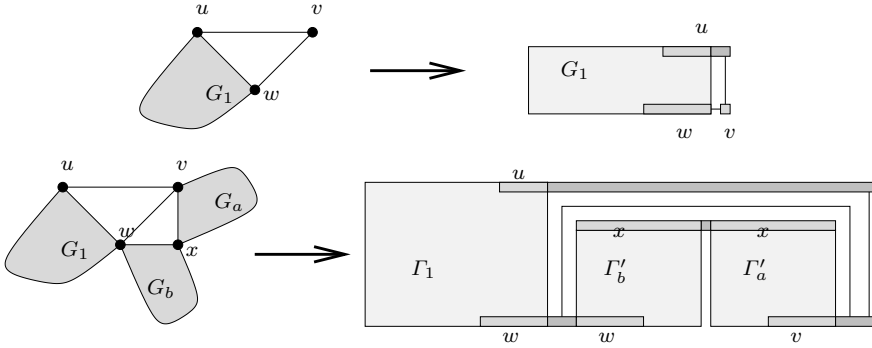 u v
u
G₁
G₁ w
w v
u v
u
Gₐ
w
G₁ x
x x
Γ₁ Γ′b Γ′ₐ
Gb
w w v